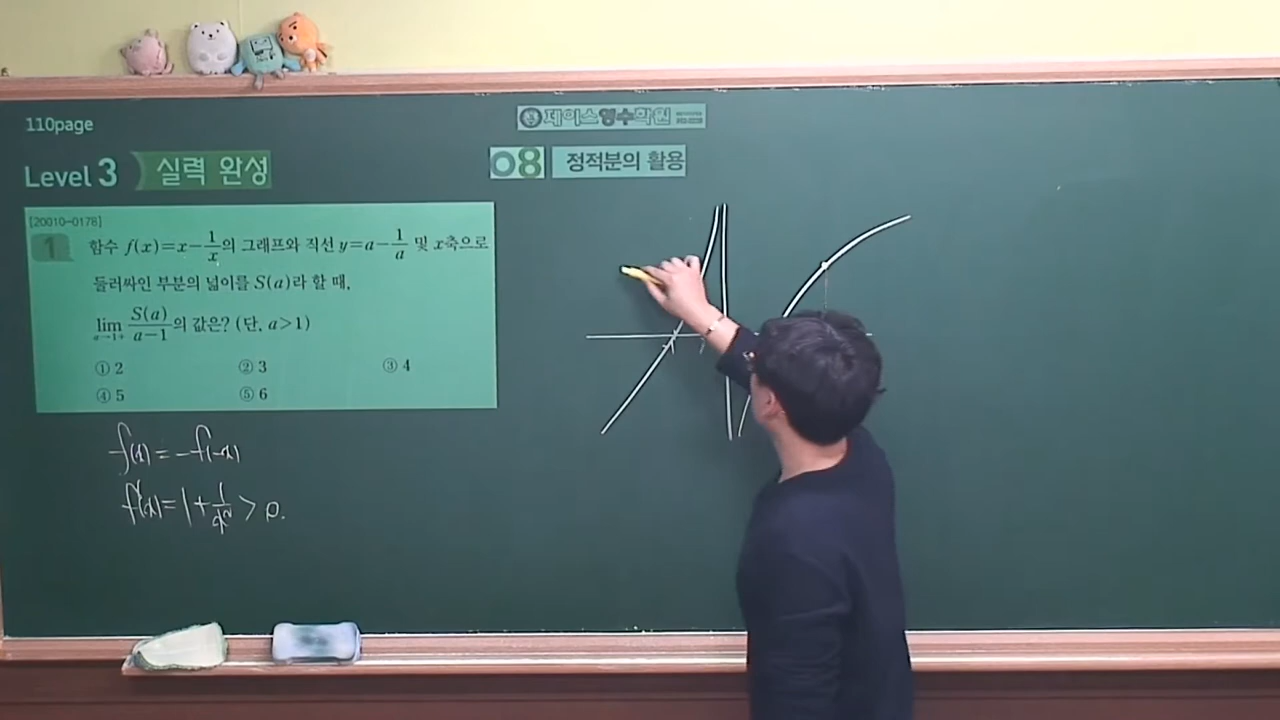 110page
제이스영수학원
Level 3 실력 완성
08 정적분의 활용
[20010-0178]
1 함수 f(x)=x-1/x의 그래프와 직선 y=a-1/a 및 x축으로
둘러싸인 부분의 넓이를 S(a)라 할 때,
lim a→1+ S(a)/(a-1)의 값은? (단, a>1)
① 2 ② 3 ③ 4
④ 5 ⑤ 6
f(x)=-f(-x)
f'(x)=1+1/x²>0.